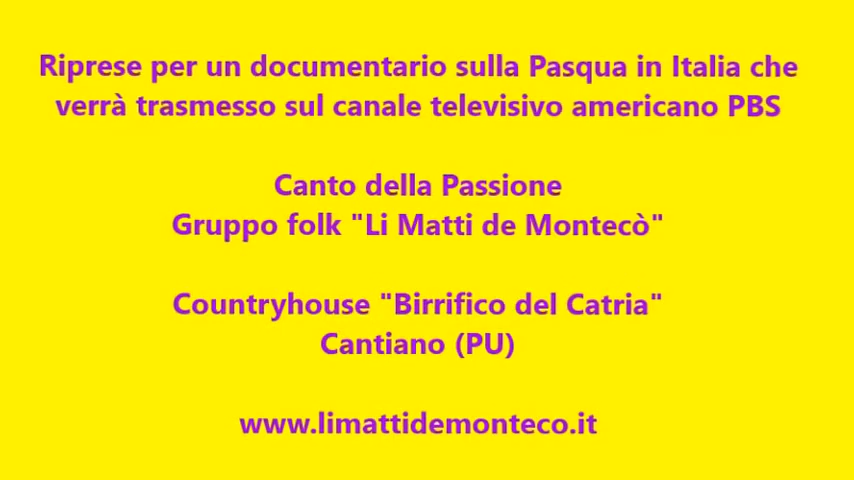 Riprese per un documentario sulla Pasqua in Italia che
verrà trasmesso sul canale televisivo americano PBS
Canto della Passione
Gruppo folk "Li Matti de Montecò"
Countryhouse "Birrifico del Catria"
Cantiano (PU)
www.limattidemonteco.it